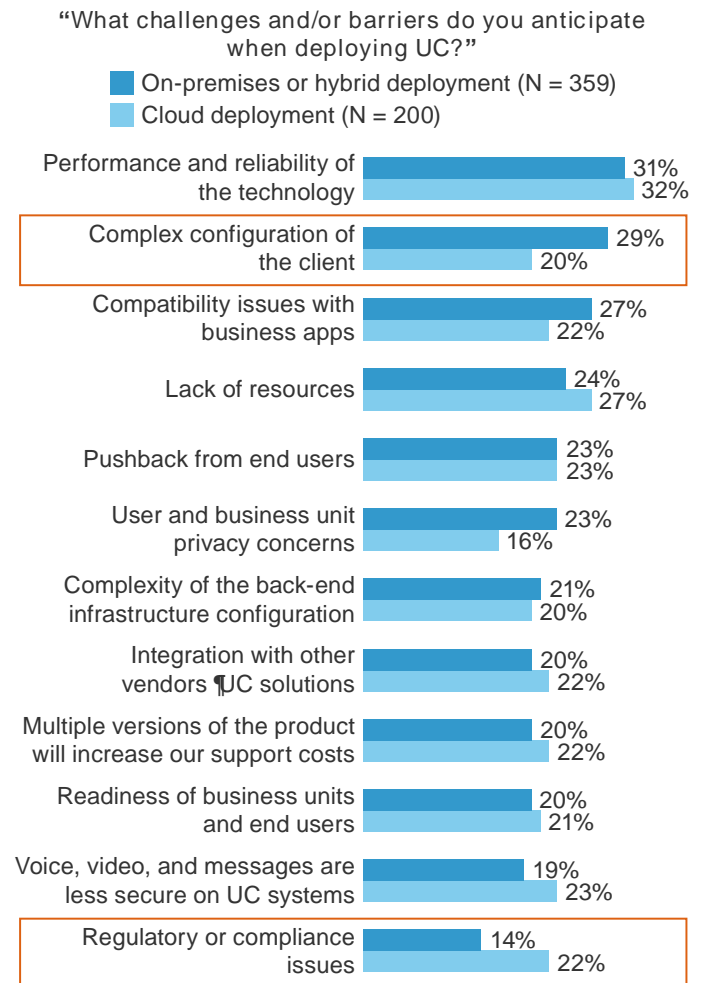 “What challenges and/or barriers do you anticipate
when deploying UC?”
On-premises or hybrid deployment (N = 359)
Cloud deployment (N = 200)
Performance and reliability of
the technology
31%
32%
Complex configuration of
the client
29%
20%
Compatibility issues with
business apps
27%
22%
Lack of resources
24%
27%
Pushback from end users
23%
23%
User and business unit
privacy concerns
23%
16%
Complexity of the back-end
infrastructure configuration
21%
20%
Integration with other
vendors ¶UC solutions
20%
22%
Multiple versions of the product
will increase our support costs
20%
22%
Readiness of business units
and end users
20%
21%
Voice, video, and messages are
less secure on UC systems
19%
23%
Regulatory or compliance
issues
14%
22%